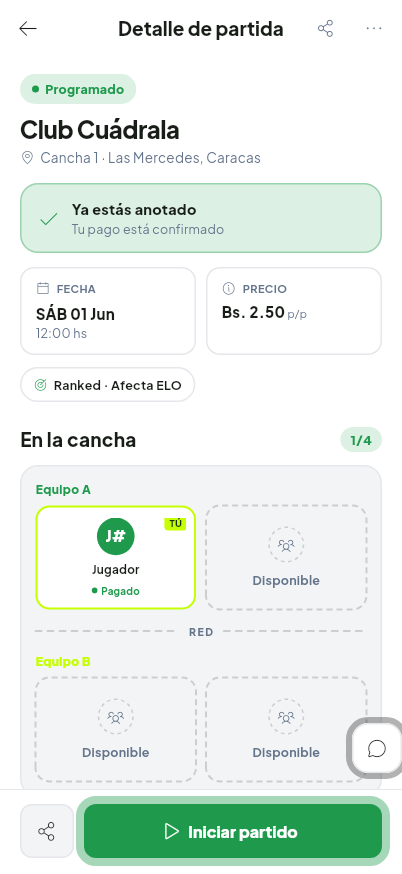 Detalle de partida
Programado
Club Cuádrala
Cancha 1 · Las Mercedes, Caracas
Ya estás anotado
Tu pago está confirmado
FECHA
SÁB 01 Jun
12:00 hs
PRECIO
Bs. 2.50 p/p
Ranked · Afecta ELO
En la cancha
1/4
Equipo A
J#
TÚ
Jugador
Pagado
Disponible
RED
Equipo B
Disponible
Disponible
Iniciar partido